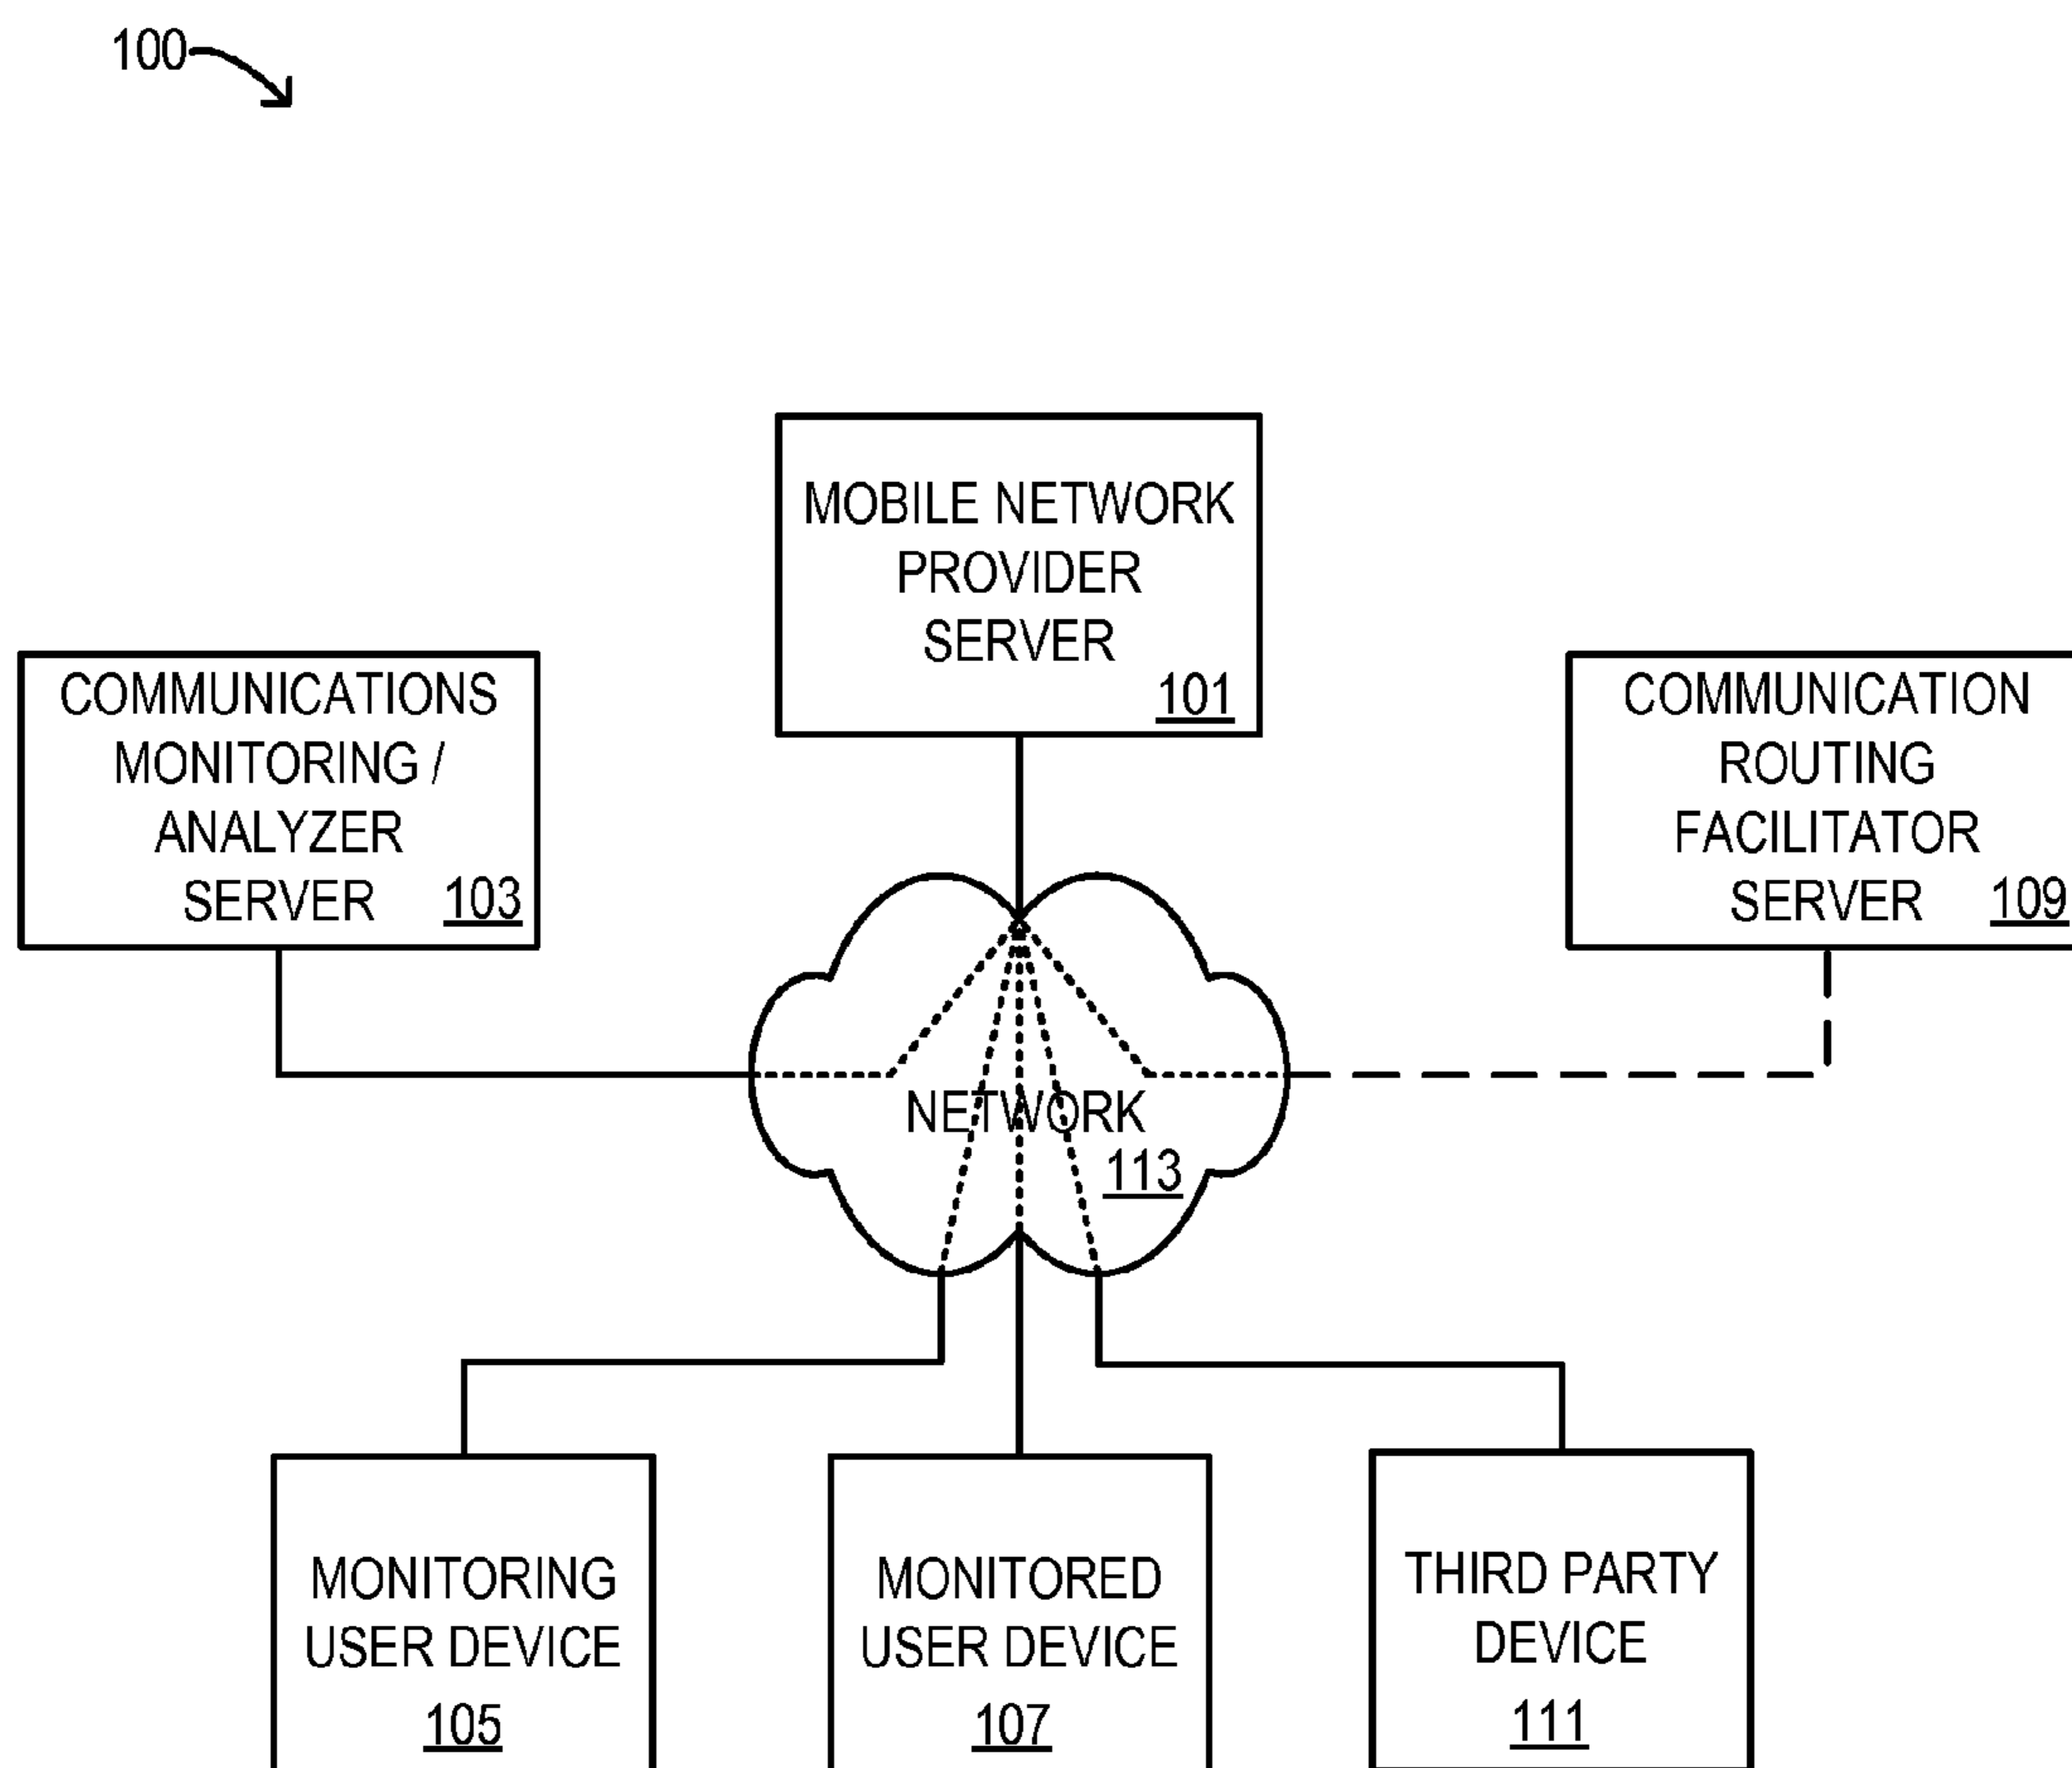 100
MOBILE NETWORK
PROVIDER
SERVER
101
COMMUNICATIONS
MONITORING /
ANALYZER
SERVER
103
COMMUNICATION
ROUTING
FACILITATOR
SERVER
109
NETWORK
113
MONITORING
USER DEVICE
105
MONITORED
USER DEVICE
107
THIRD PARTY
DEVICE
111